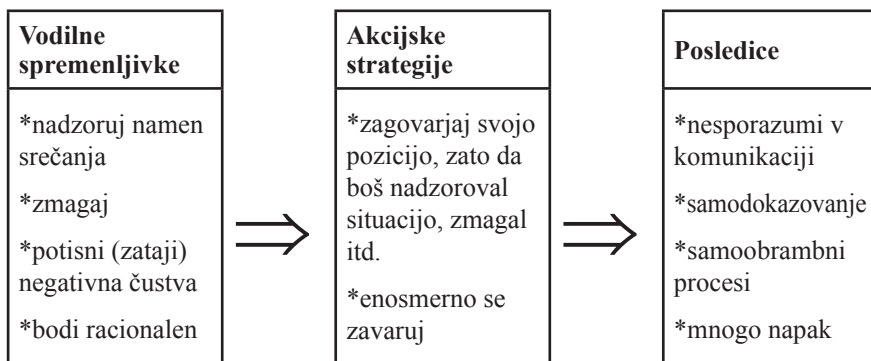 Vodilne
spremenljivke
*nadzoruj namen
srečanja
*zmagaj
*potisni (zataji)
negativna čustva
*bodi racionalen
Akcijske
strategije
*zagovarjaj svojo
pozicijo, zato da
boš nadzoroval
situacijo, zmagal
itd.
*enosmerno se
zavaruj
Posledice
*nesporazumi v
komunikaciji
*samodokazovanje
*samoobrambni
procesi
*mnogo napak